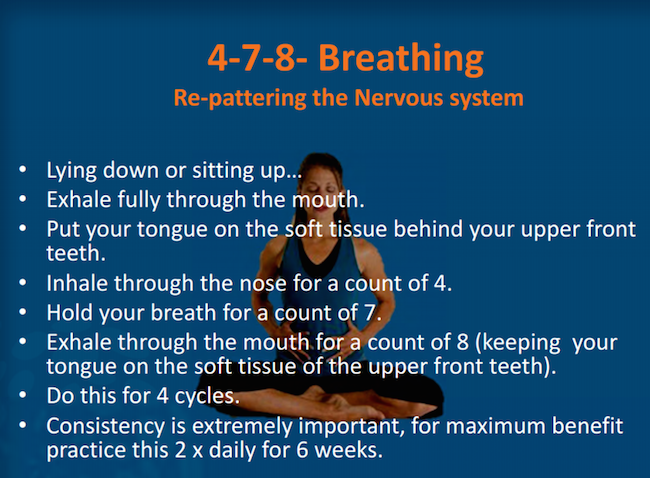 4-7-8- Breathing
Re-pattering the Nervous system
• Lying down or sitting up...
• Exhale fully through the mouth.
• Put your tongue on the soft tissue behind your upper front
teeth.
• Inhale through the nose for a count of 4.
• Hold your breath for a count of 7.
• Exhale through the mouth for a count of 8 (keeping  your
tongue on the soft tissue of the upper front teeth).
• Do this for 4 cycles.
• Consistency is extremely important, for maximum benefit
practice this 2 x daily for 6 weeks.